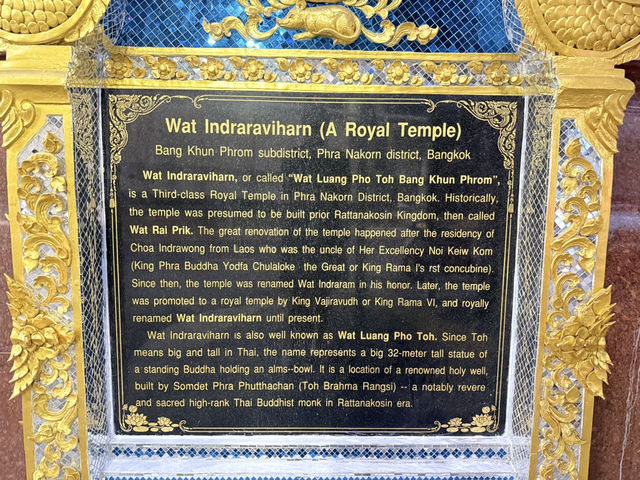 Wat Indraraviharn (A Royal Temple)
Bang Khun Phrom subdistrict, Phra Nakorn district, Bangkok
Wat Indraraviharn, or called "Wat Luang Pho Toh Bang Khun Phrom",
is a Third-class Royal Temple in Phra Nakorn District, Bangkok. Historically,
the temple was presumed to be built prior Rattanakosin Kingdom, then called
Wat Rai Prik. The great renovation of the temple happened after the residency of
Choa Indrawong from Laos who was the uncle of Her Excellency Noi Keiw Kom
(King Phra Buddha Yodfa Chulaloke the Great or King Rama I's rst concubine).
Since then, the temple was renamed Wat Indraram in his honor. Later, the temple
was promoted to a royal temple by King Vajiravudh or King Rama VI, and royally
renamed Wat Indraraviharn until present.
Wat Indraraviharn is also well known as Wat Luang Pho Toh. Since Toh
means big and tall in Thai, the name represents a big 32-meter tall statue of
a standing Buddha holding an alms--bowl. It is a location of a renowned holy well,
built by Somdet Phra Phutthachan (Toh Brahma Rangsi) -- a notably revere
and sacred high-rank Thai Buddhist monk in Rattanakosin era.